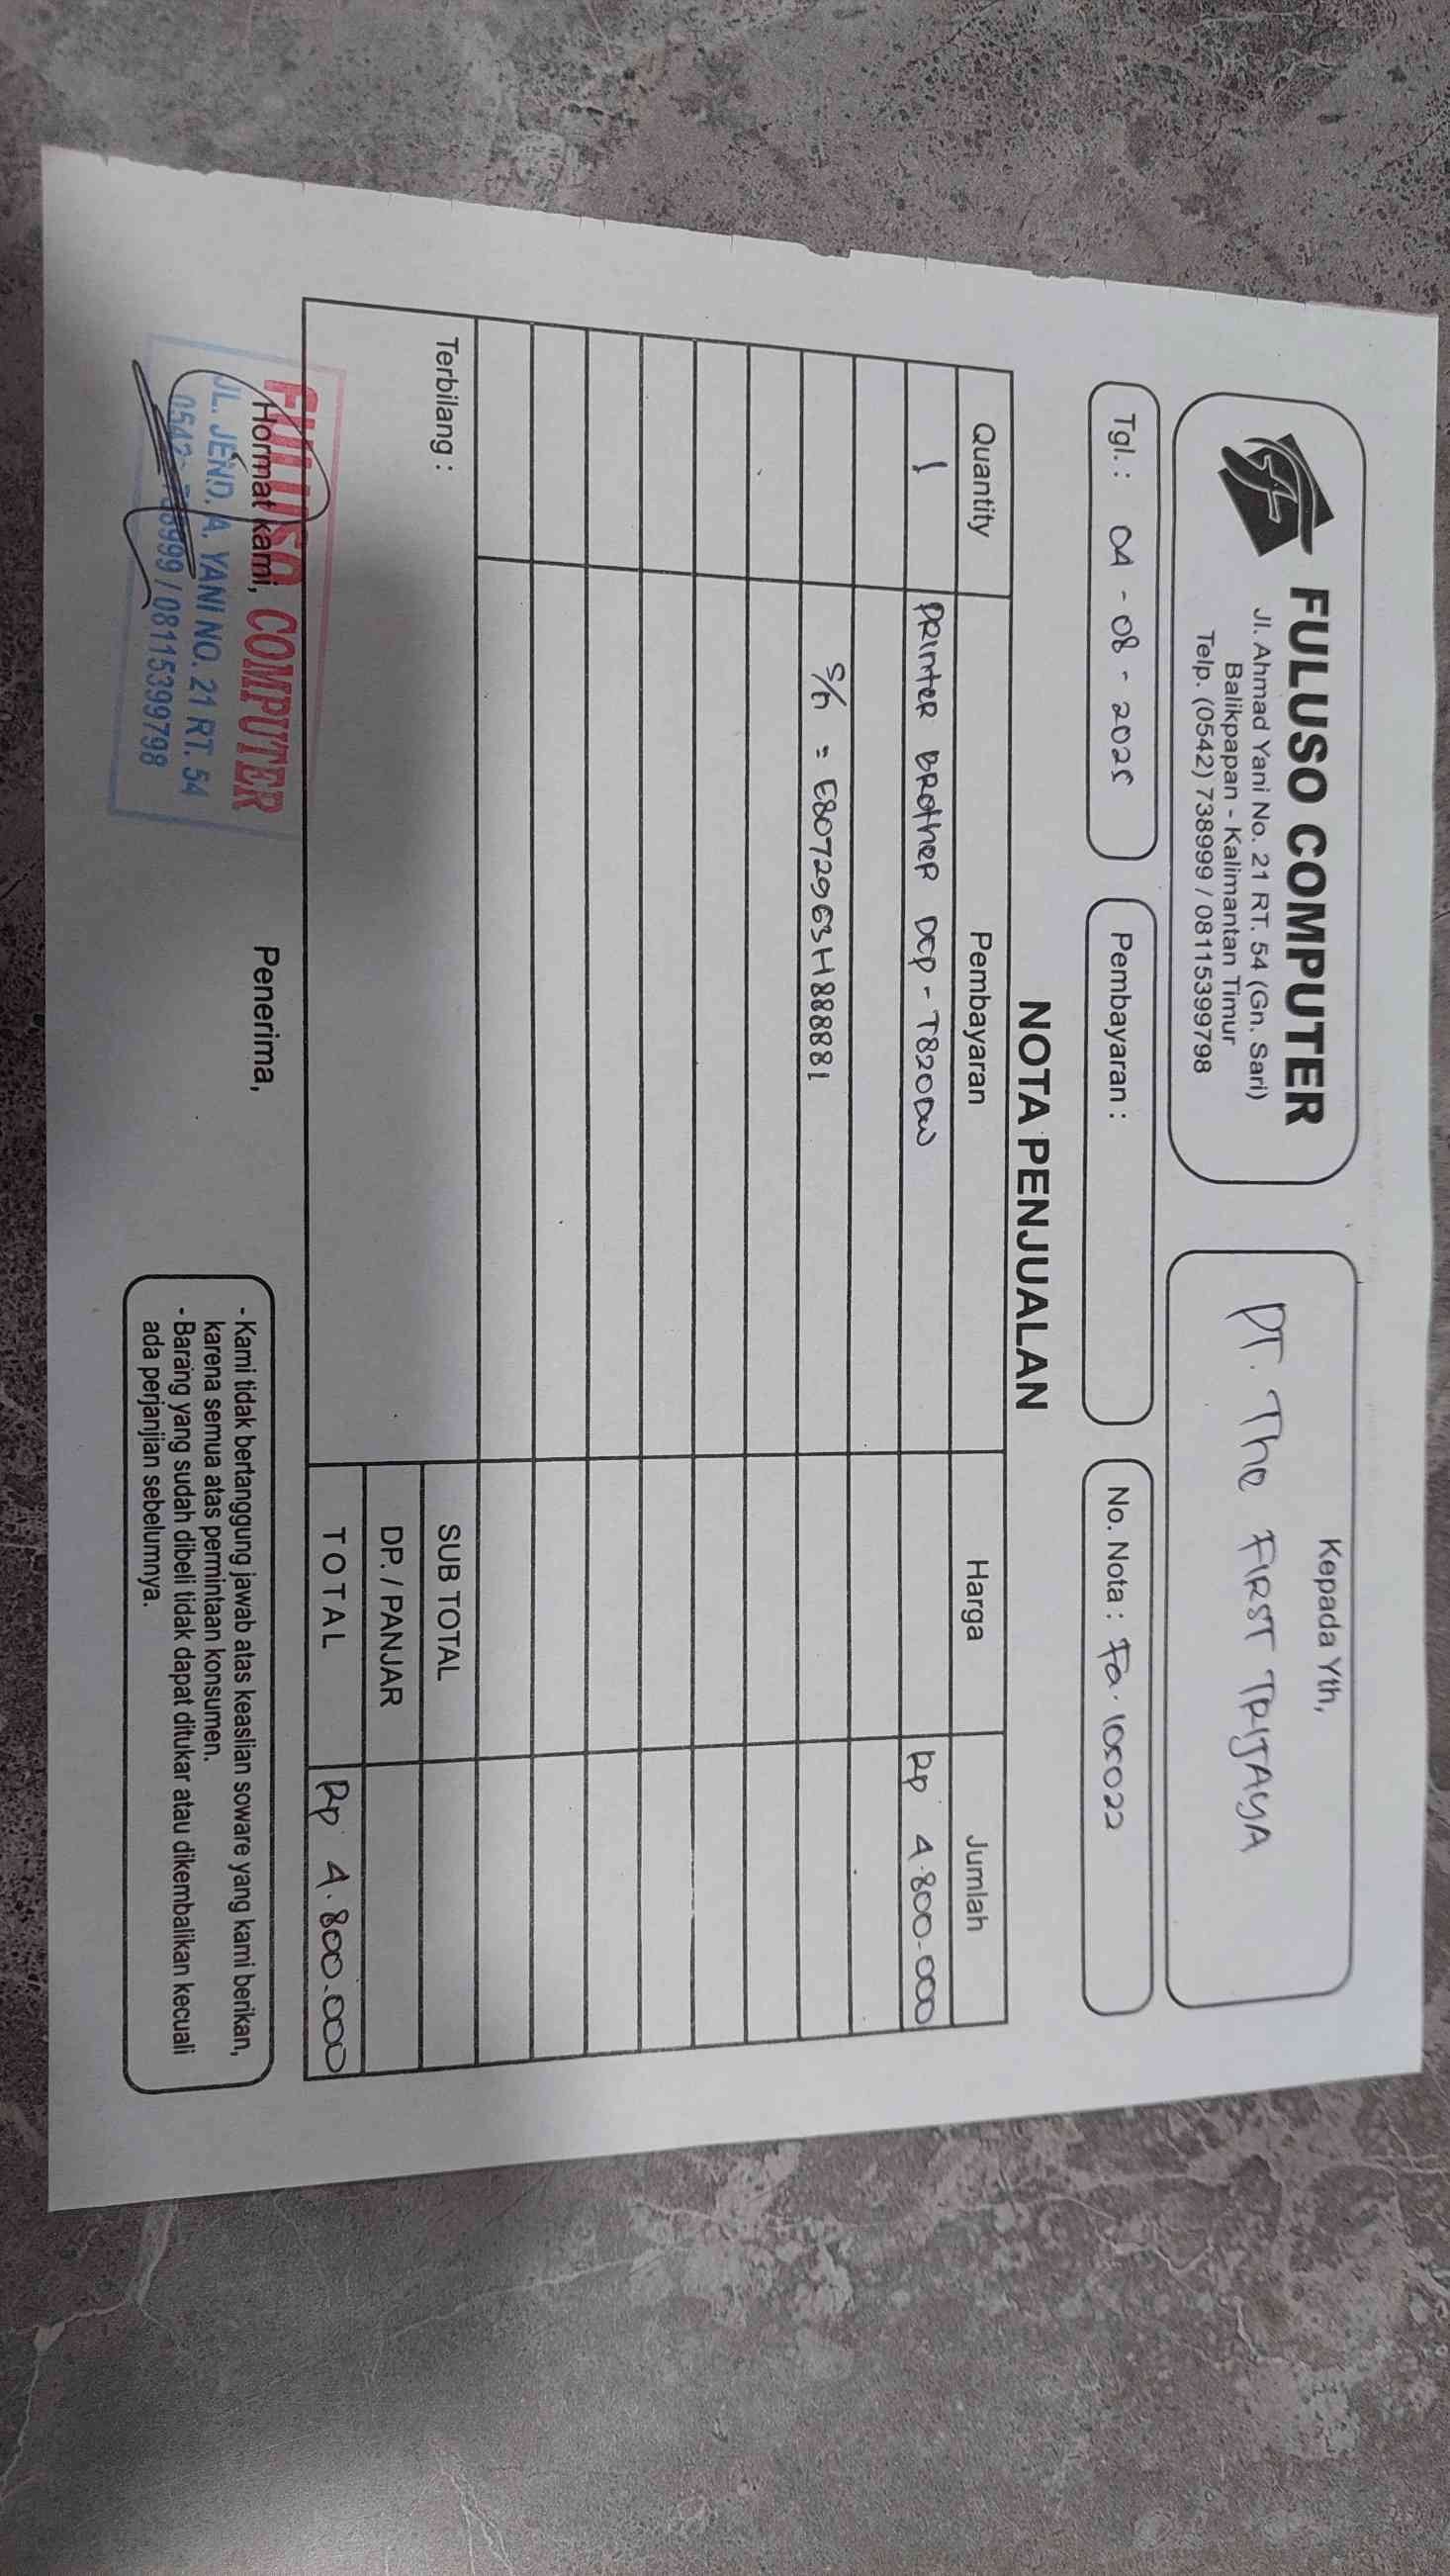 FULUSO COMPUTER
Jl. Ahmad Yani No. 21 RT. 54 (Gn. Sari)
Balikpapan - Kalimantan Timur
Telp. (0542) 738999 / 08115399798
Kepada Yth,
PT. The FIRST TRIJAYA
Tgl. : 04 - 08 - 2025
Pembayaran :
No. Nota : Fa. 100022
NOTA PENJUALAN
Quantity Pembayaran Harga Jumlah
1 PRinteR BRotheR DCP - T820DW Rp 4.800.000
S/n = E80729G3H888881
Terbilang :
SUB TOTAL
DP. / PANJAR
TOTAL Rp 4.800.000
Hormat kami,
FULUSO COMPUTER
JL. JEND. A. YANI NO. 21 RT. 54
0542-738999 / 08115399798
Penerima,
- Kami tidak bertanggung jawab atas keaslian soware yang kami berikan,
karena semua atas permintaan konsumen.
- Barang yang sudah dibeli tidak dapat ditukar atau dikembalikan kecuali
ada perjanjian sebelumnya.